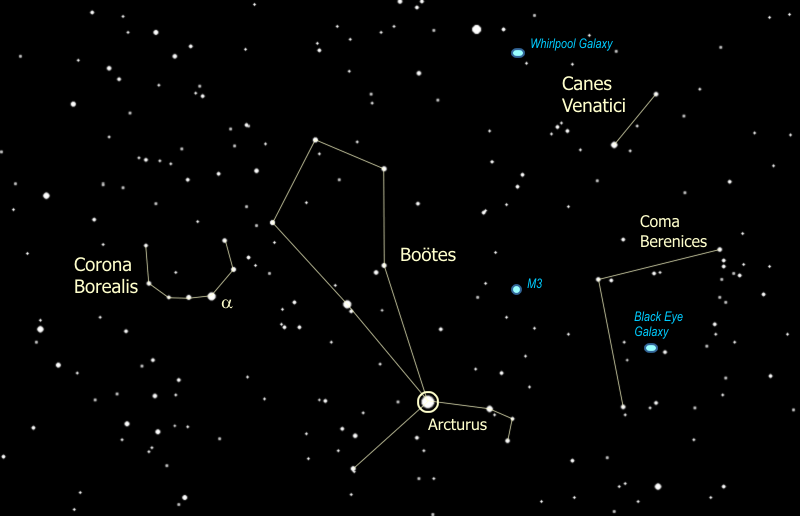 Whirlpool Galaxy
Canes
Venatici
Coma
Berenices
Boötes
Corona
Borealis
α
M3
Black Eye
Galaxy
Arcturus